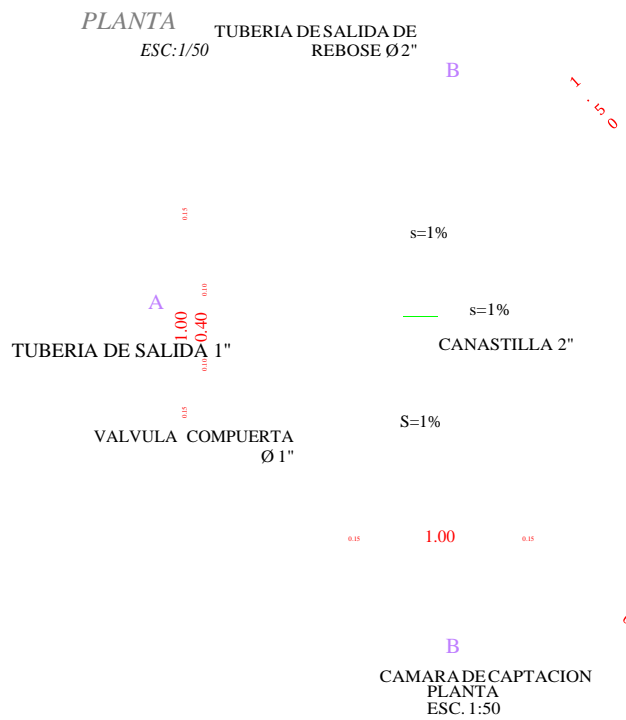 PLANTA
ESC:1/50
TUBERIA DE SALIDA DE
REBOSE Ø 2"
B
1.50
0.15
s=1%
0.10
A
1.00
0.40
s=1%
TUBERIA DE SALIDA 1"
CANASTILLA 2"
0.10
0.15
S=1%
VALVULA COMPUERTA
Ø 1"
0.15
1.00
0.15
B
CAMARA DE CAPTACION
PLANTA
ESC. 1:50